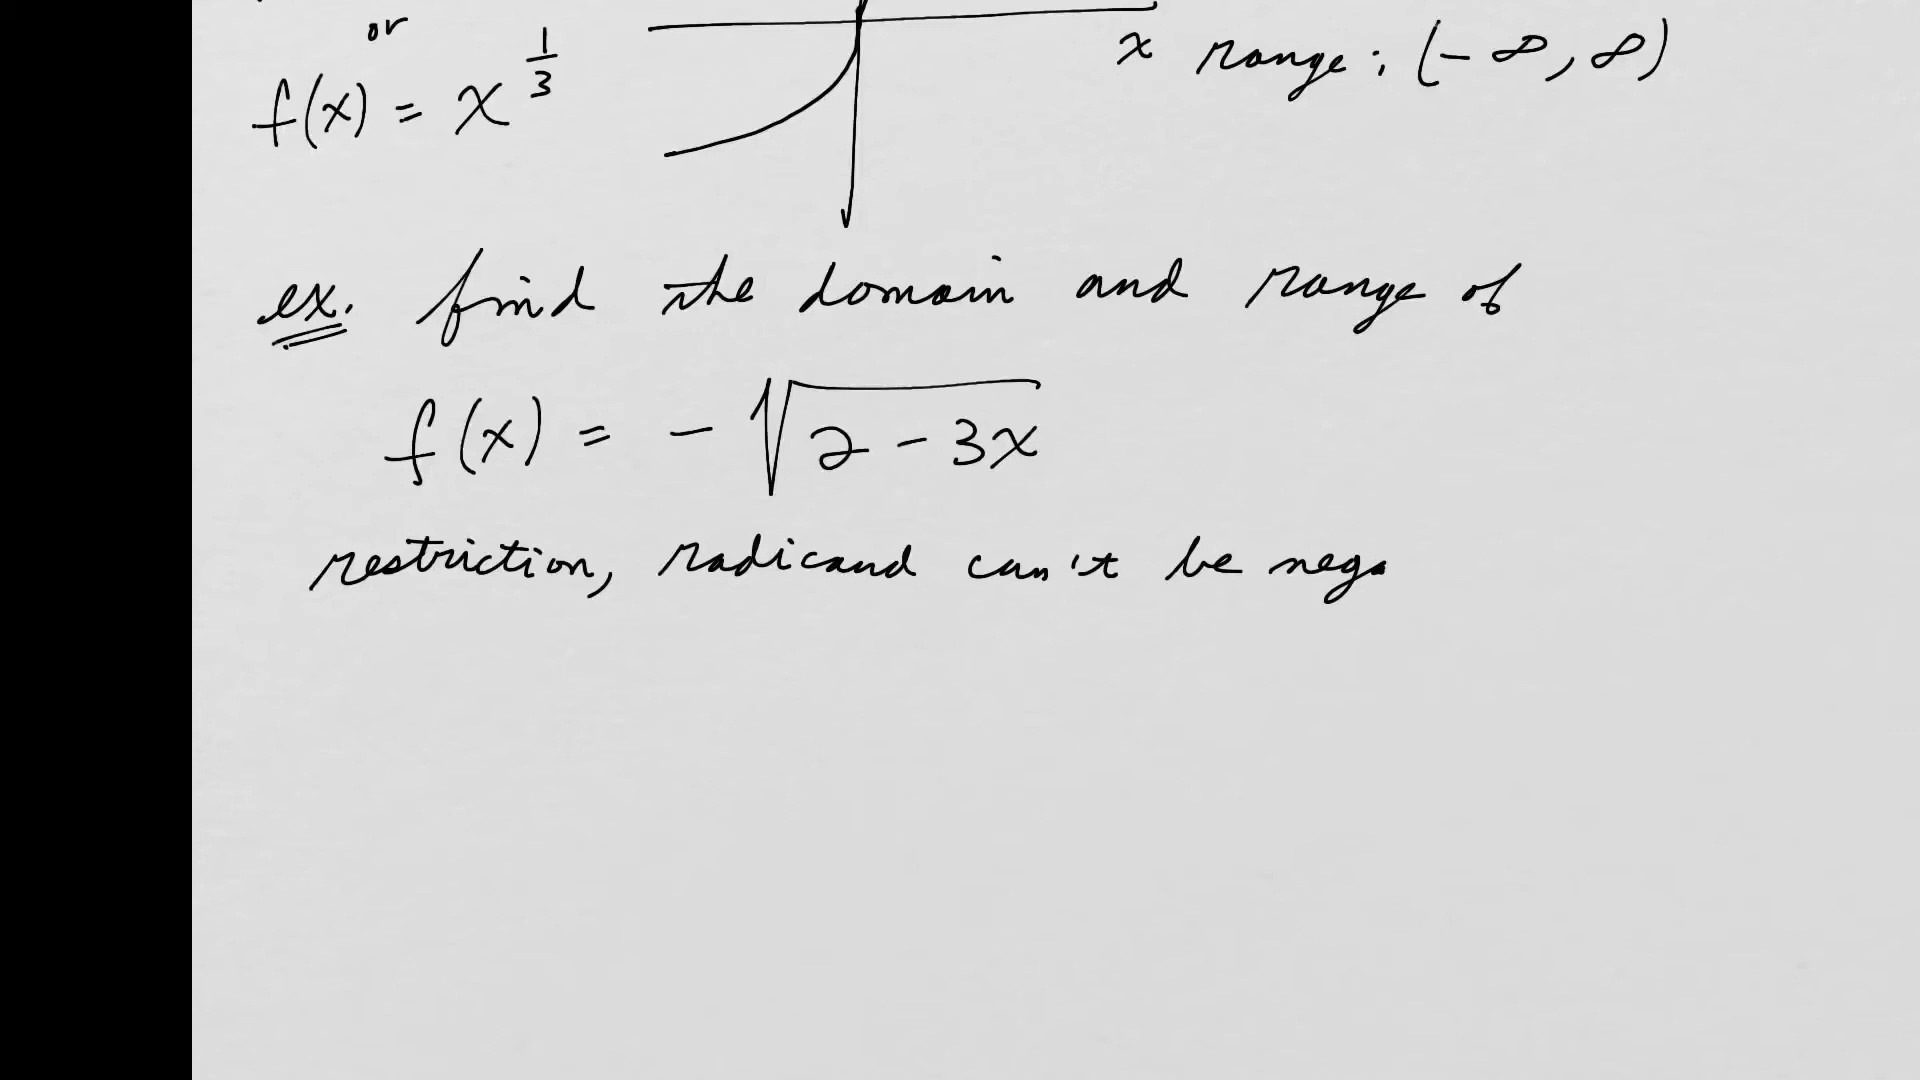 or
f(x) = x^{1/3}
x range: (-∞, ∞)
ex. find the domain and range of
f(x) = -√(2 - 3x)
restriction, radicand can't be nega